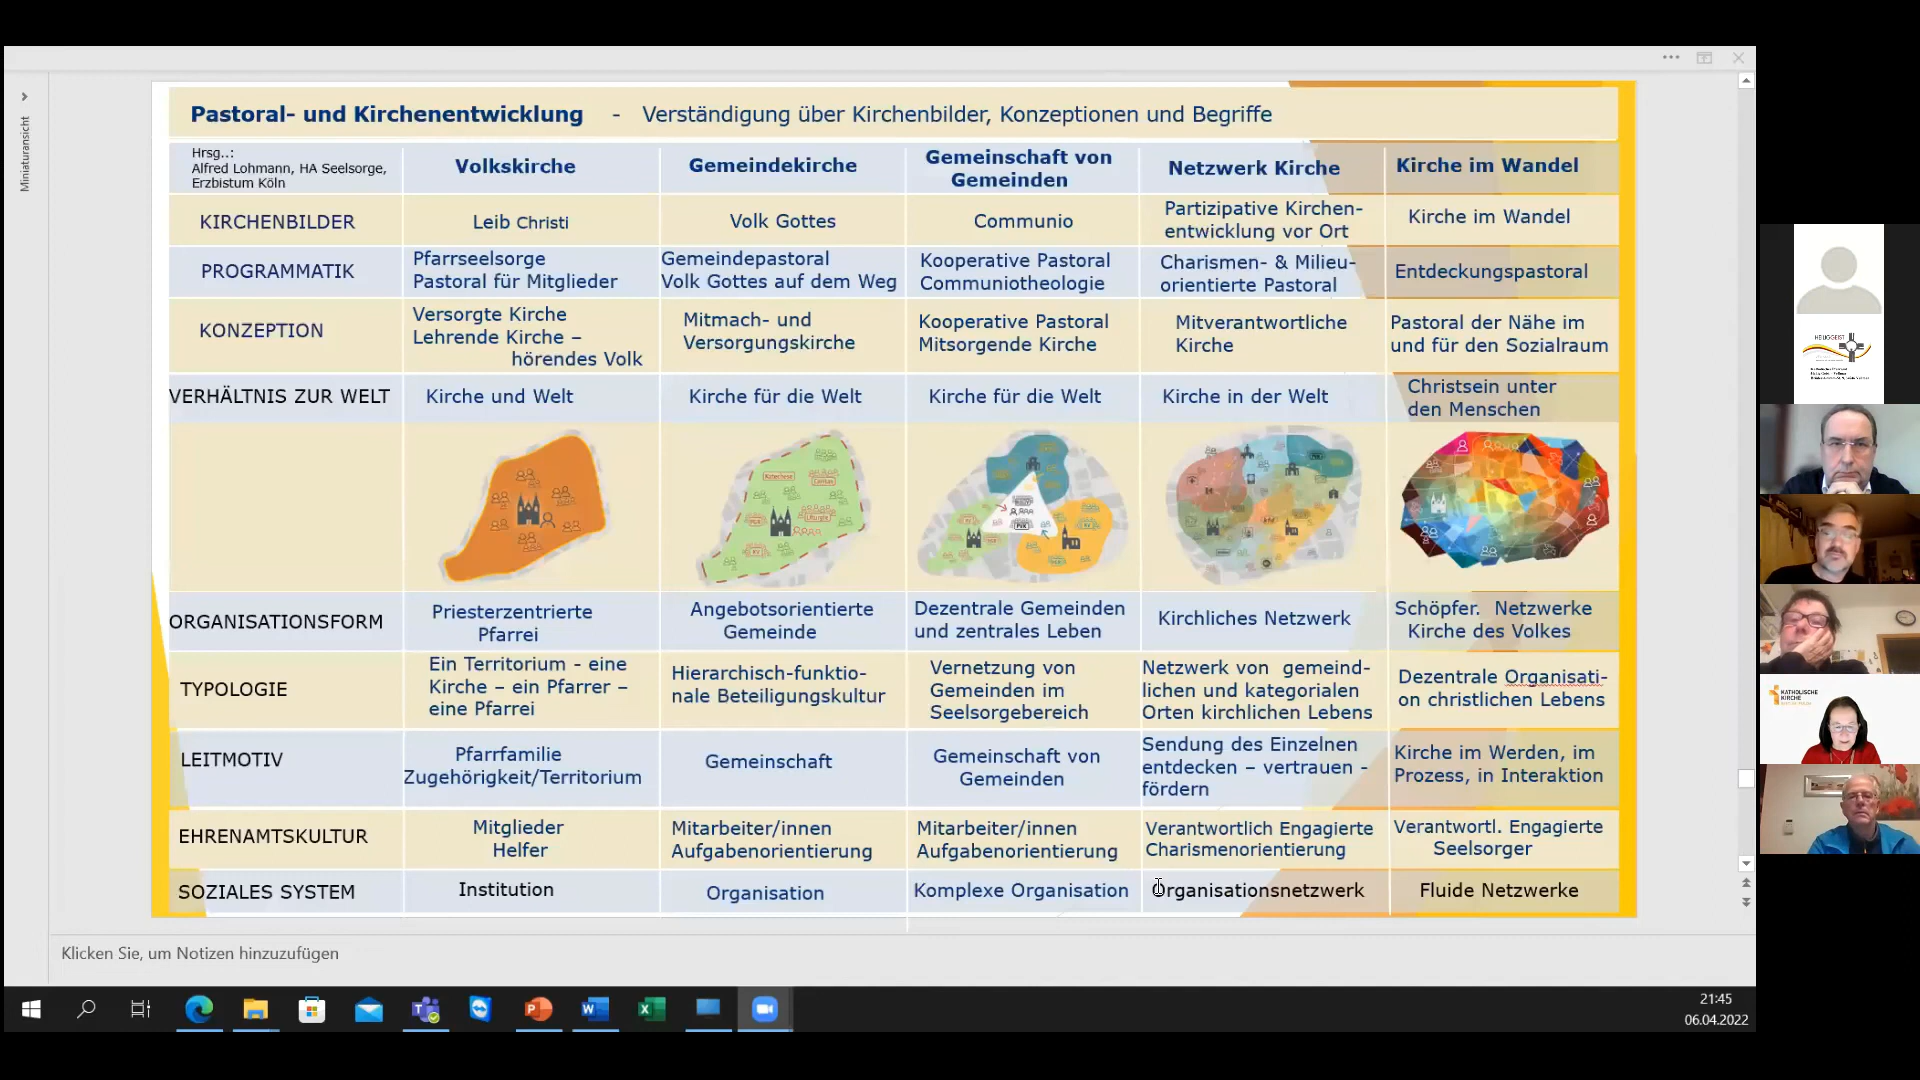 Miniaturansicht
Pastoral- und Kirchenentwicklung - Verständigung über Kirchenbilder, Konzeptionen und Begriffe
Hrsg..:
Alfred Lohmann, HA Seelsorge,
Erzbistum Köln
Volkskirche
Gemeindekirche
Gemeinschaft von
Gemeinden
Netzwerk Kirche
Kirche im Wandel
KIRCHENBILDER
Leib Christi
Volk Gottes
Communio
Partizipative Kirchen-
entwicklung vor Ort
Kirche im Wandel
PROGRAMMATIK
Pfarrseelsorge
Pastoral für Mitglieder
Gemeindepastoral
Volk Gottes auf dem Weg
Kooperative Pastoral
Communiotheologie
Charismen- & Milieu-
orientierte Pastoral
Entdeckungspastoral
KONZEPTION
Versorgte Kirche
Lehrende Kirche –
hörendes Volk
Mitmach- und
Versorgungskirche
Kooperative Pastoral
Mitsorgende Kirche
Mitverantwortliche
Kirche
Pastoral der Nähe im
und für den Sozialraum
VERHÄLTNIS ZUR WELT
Kirche und Welt
Kirche für die Welt
Kirche für die Welt
Kirche in der Welt
Christsein unter
den Menschen
ORGANISATIONSFORM
Priesterzentrierte
Pfarrei
Angebotsorientierte
Gemeinde
Dezentrale Gemeinden
und zentrales Leben
Kirchliches Netzwerk
Schöpfer. Netzwerke
Kirche des Volkes
TYPOLOGIE
Ein Territorium - eine
Kirche – ein Pfarrer –
eine Pfarrei
Hierarchisch-funktio-
nale Beteiligungskultur
Vernetzung von
Gemeinden im
Seelsorgebereich
Netzwerk von gemeind-
lichen und kategorialen
Orten kirchlichen Lebens
Dezentrale Organisati-
on christlichen Lebens
LEITMOTIV
Pfarrfamilie
Zugehörigkeit/Territorium
Gemeinschaft
Gemeinschaft von
Gemeinden
Sendung des Einzelnen
entdecken – vertrauen -
fördern
Kirche im Werden, im
Prozess, in Interaktion
EHRENAMTSKULTUR
Mitglieder
Helfer
Mitarbeiter/innen
Aufgabenorientierung
Mitarbeiter/innen
Aufgabenorientierung
Verantwortlich Engagierte
Charismenorientierung
Verantwortl. Engagierte
Seelsorger
SOZIALES SYSTEM
Institution
Organisation
Komplexe Organisation
Organisationsnetzwerk
Fluide Netzwerke
Klicken Sie, um Notizen hinzuzufügen
21:45
06.04.2022
HEILIGGEIST
KATHOLISCHE
KIRCHE